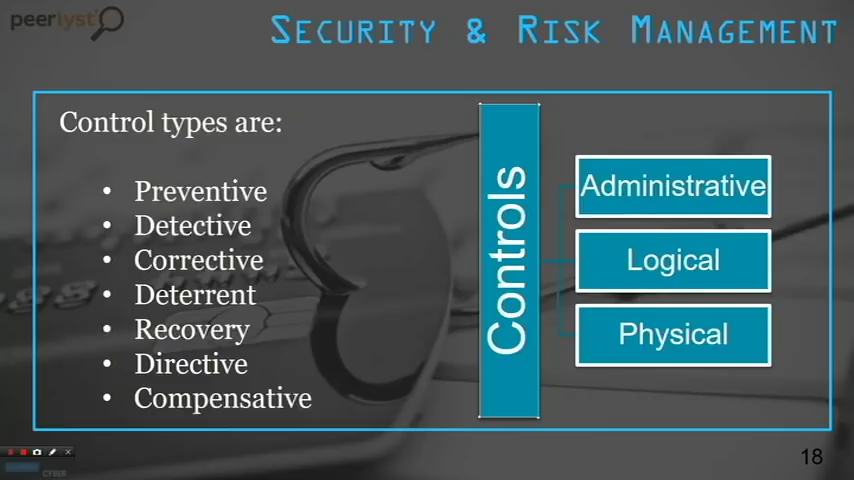 peerlyst
SECURITY & RISK MANAGEMENT
Control types are:
• Preventive
• Detective
• Corrective
• Deterrent
• Recovery
• Directive
• Compensative
Controls
Administrative
Logical
Physical
18
CYBER